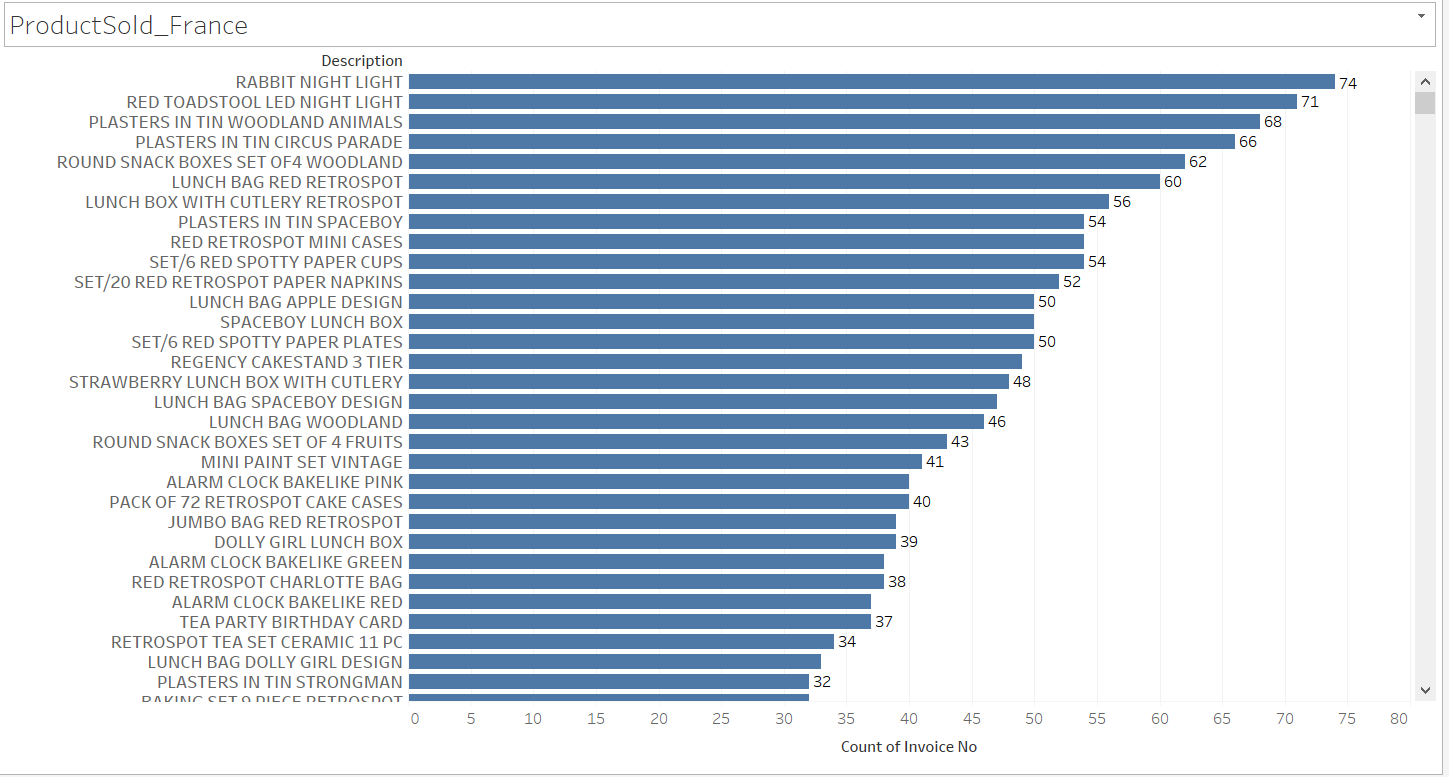 ProductSold_France
Description
RABBIT NIGHT LIGHT 74
RED TOADSTOOL LED NIGHT LIGHT 71
PLASTERS IN TIN WOODLAND ANIMALS 68
PLASTERS IN TIN CIRCUS PARADE 66
ROUND SNACK BOXES SET OF4 WOODLAND 62
LUNCH BAG RED RETROSPOT 60
LUNCH BOX WITH CUTLERY RETROSPOT 56
PLASTERS IN TIN SPACEBOY 54
RED RETROSPOT MINI CASES
SET/6 RED SPOTTY PAPER CUPS 54
SET/20 RED RETROSPOT PAPER NAPKINS 52
LUNCH BAG APPLE DESIGN 50
SPACEBOY LUNCH BOX
SET/6 RED SPOTTY PAPER PLATES 50
REGENCY CAKESTAND 3 TIER
STRAWBERRY LUNCH BOX WITH CUTLERY 48
LUNCH BAG SPACEBOY DESIGN
LUNCH BAG WOODLAND 46
ROUND SNACK BOXES SET OF 4 FRUITS 43
MINI PAINT SET VINTAGE 41
ALARM CLOCK BAKELIKE PINK
PACK OF 72 RETROSPOT CAKE CASES 40
JUMBO BAG RED RETROSPOT
DOLLY GIRL LUNCH BOX 39
ALARM CLOCK BAKELIKE GREEN
RED RETROSPOT CHARLOTTE BAG 38
ALARM CLOCK BAKELIKE RED
TEA PARTY BIRTHDAY CARD 37
RETROSPOT TEA SET CERAMIC 11 PC 34
LUNCH BAG DOLLY GIRL DESIGN
PLASTERS IN TIN STRONGMAN 32
BAKING SET 9 PIECE RETROSPOT
0 5 10 15 20 25 30 35 40 45 50 55 60 65 70 75 80
Count of Invoice No